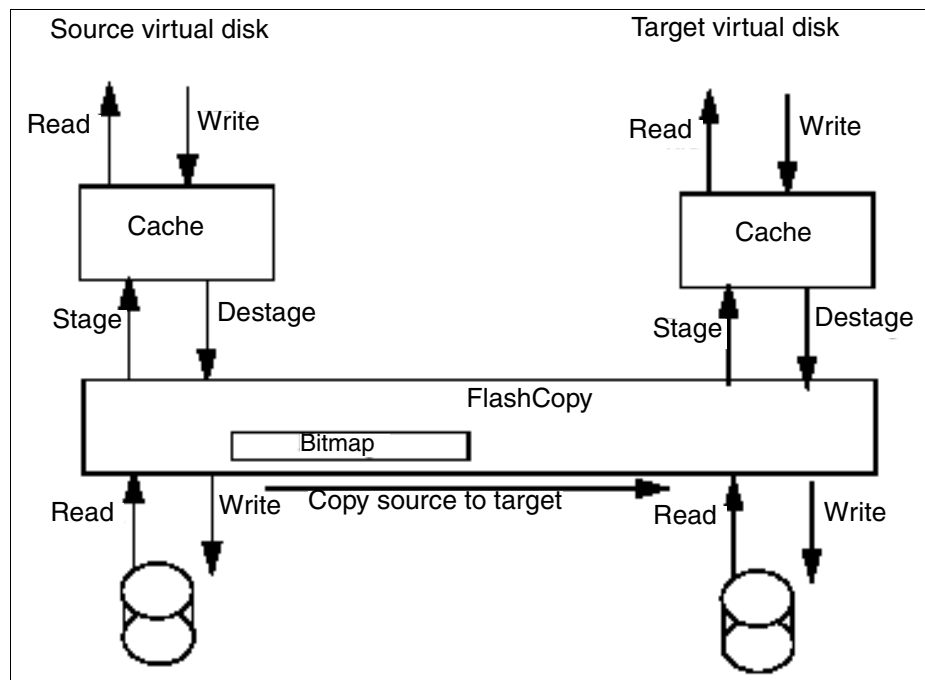 Source virtual disk
Target virtual disk
Read
Write
Read
Write
Cache
Cache
Stage
Destage
Stage
Destage
FlashCopy
Bitmap
Read
Write
Copy source to target
Read
Write